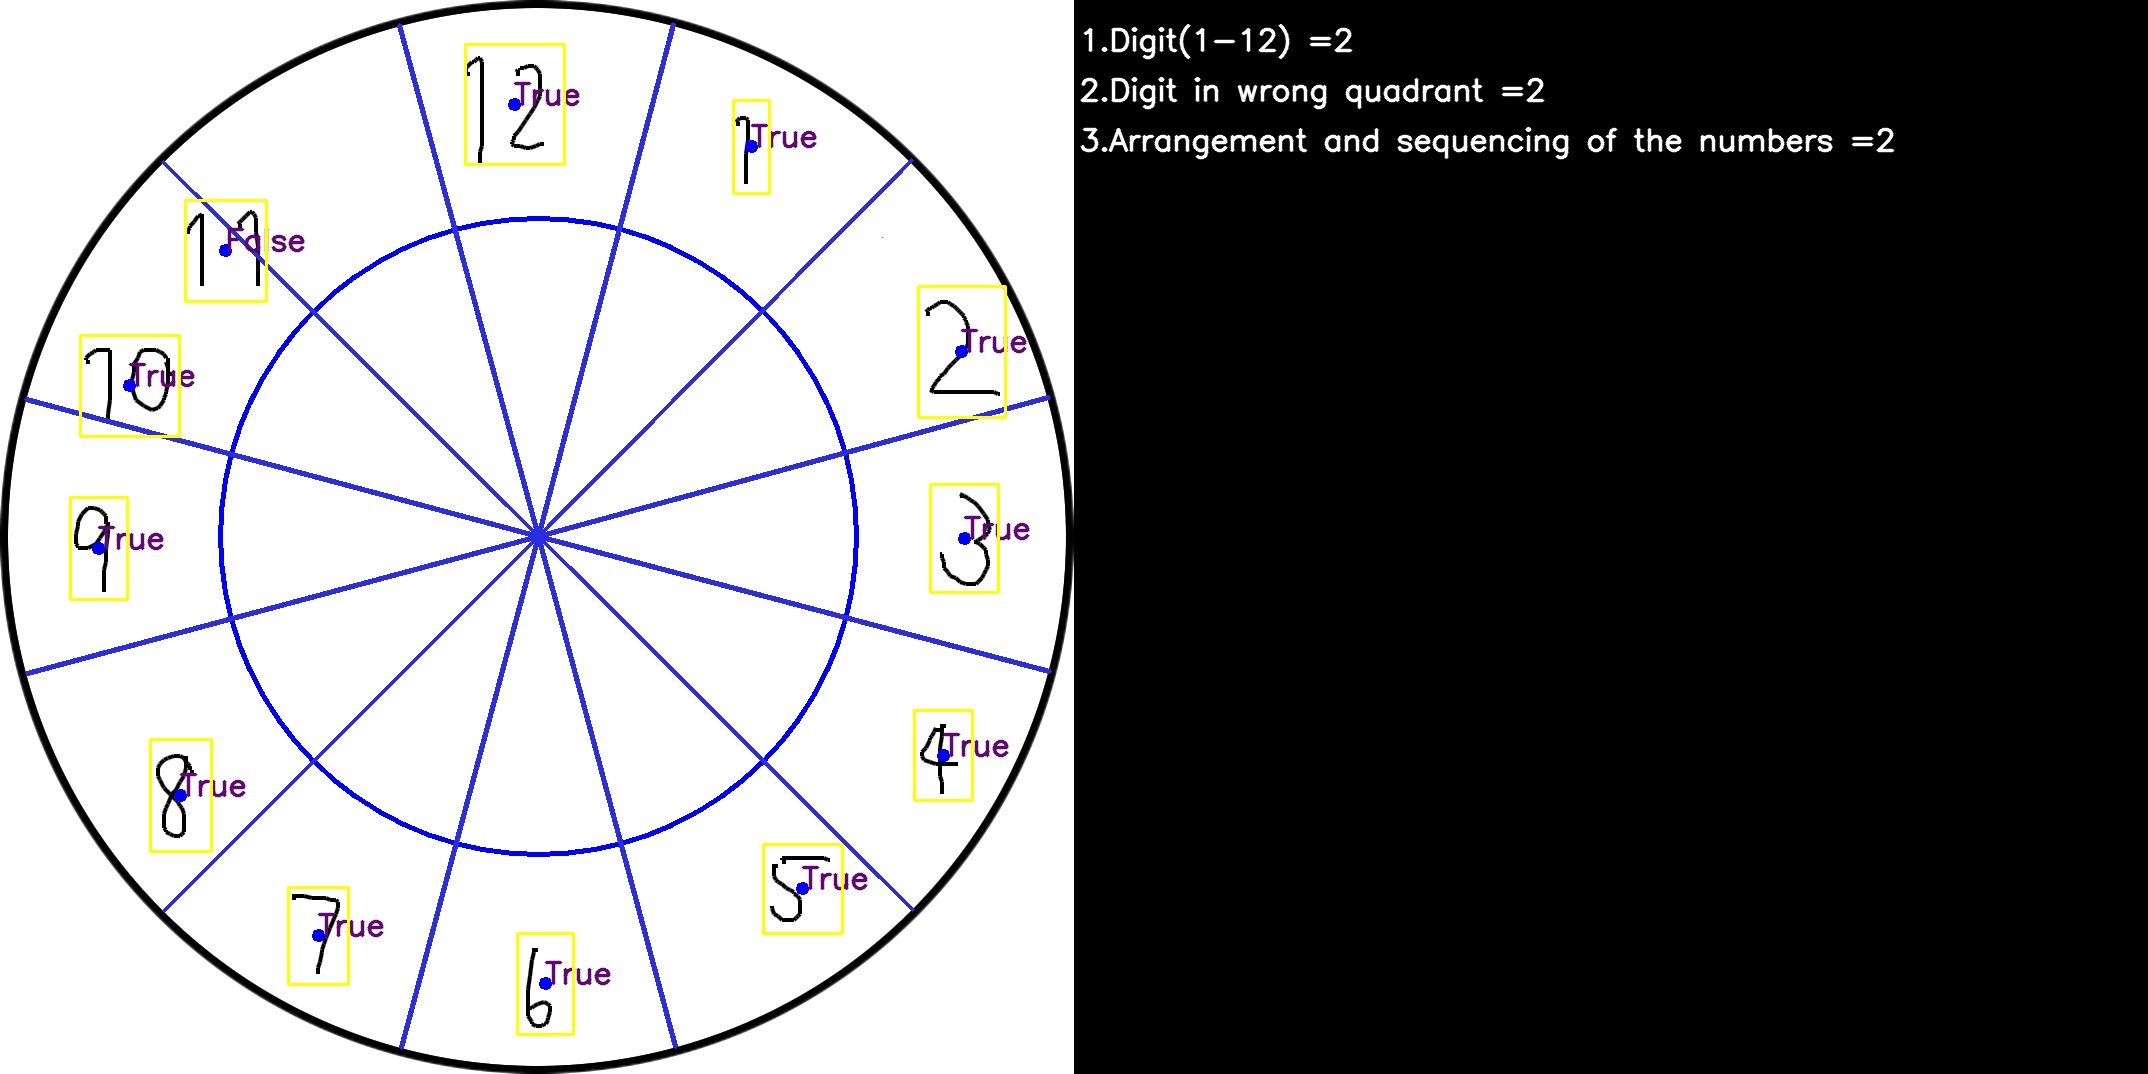 12
True
1
True
11
False
2
True
10
True
9
True
3
True
4
True
8
True
5
True
7
True
6
True
1.Digit(1-12) =2
2.Digit in wrong quadrant =2
3.Arrangement and sequencing of the numbers =2